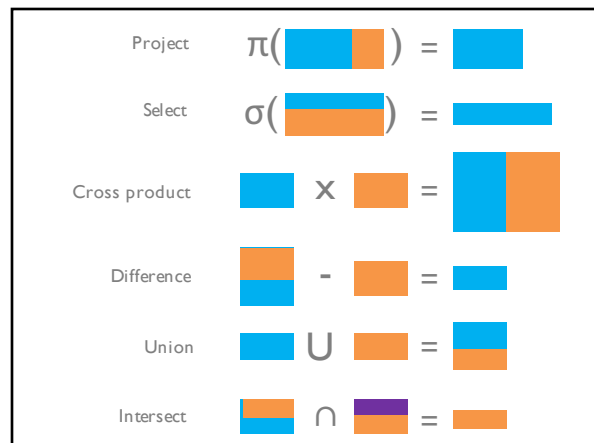 Project π( ) =
Select σ( ) =
Cross product x =
Difference - =
Union U =
Intersect ∩ =